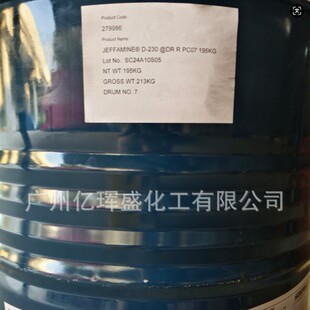 Product Code:
279986
Product Name:
JEFFAMINE® D-230 @DR R PC07 195KG
Lot No.: SC24A10S05
NT WT:195KG
GROSS WT:213KG
DRUM NO.: 7
广州亿珲盛化工有限公司